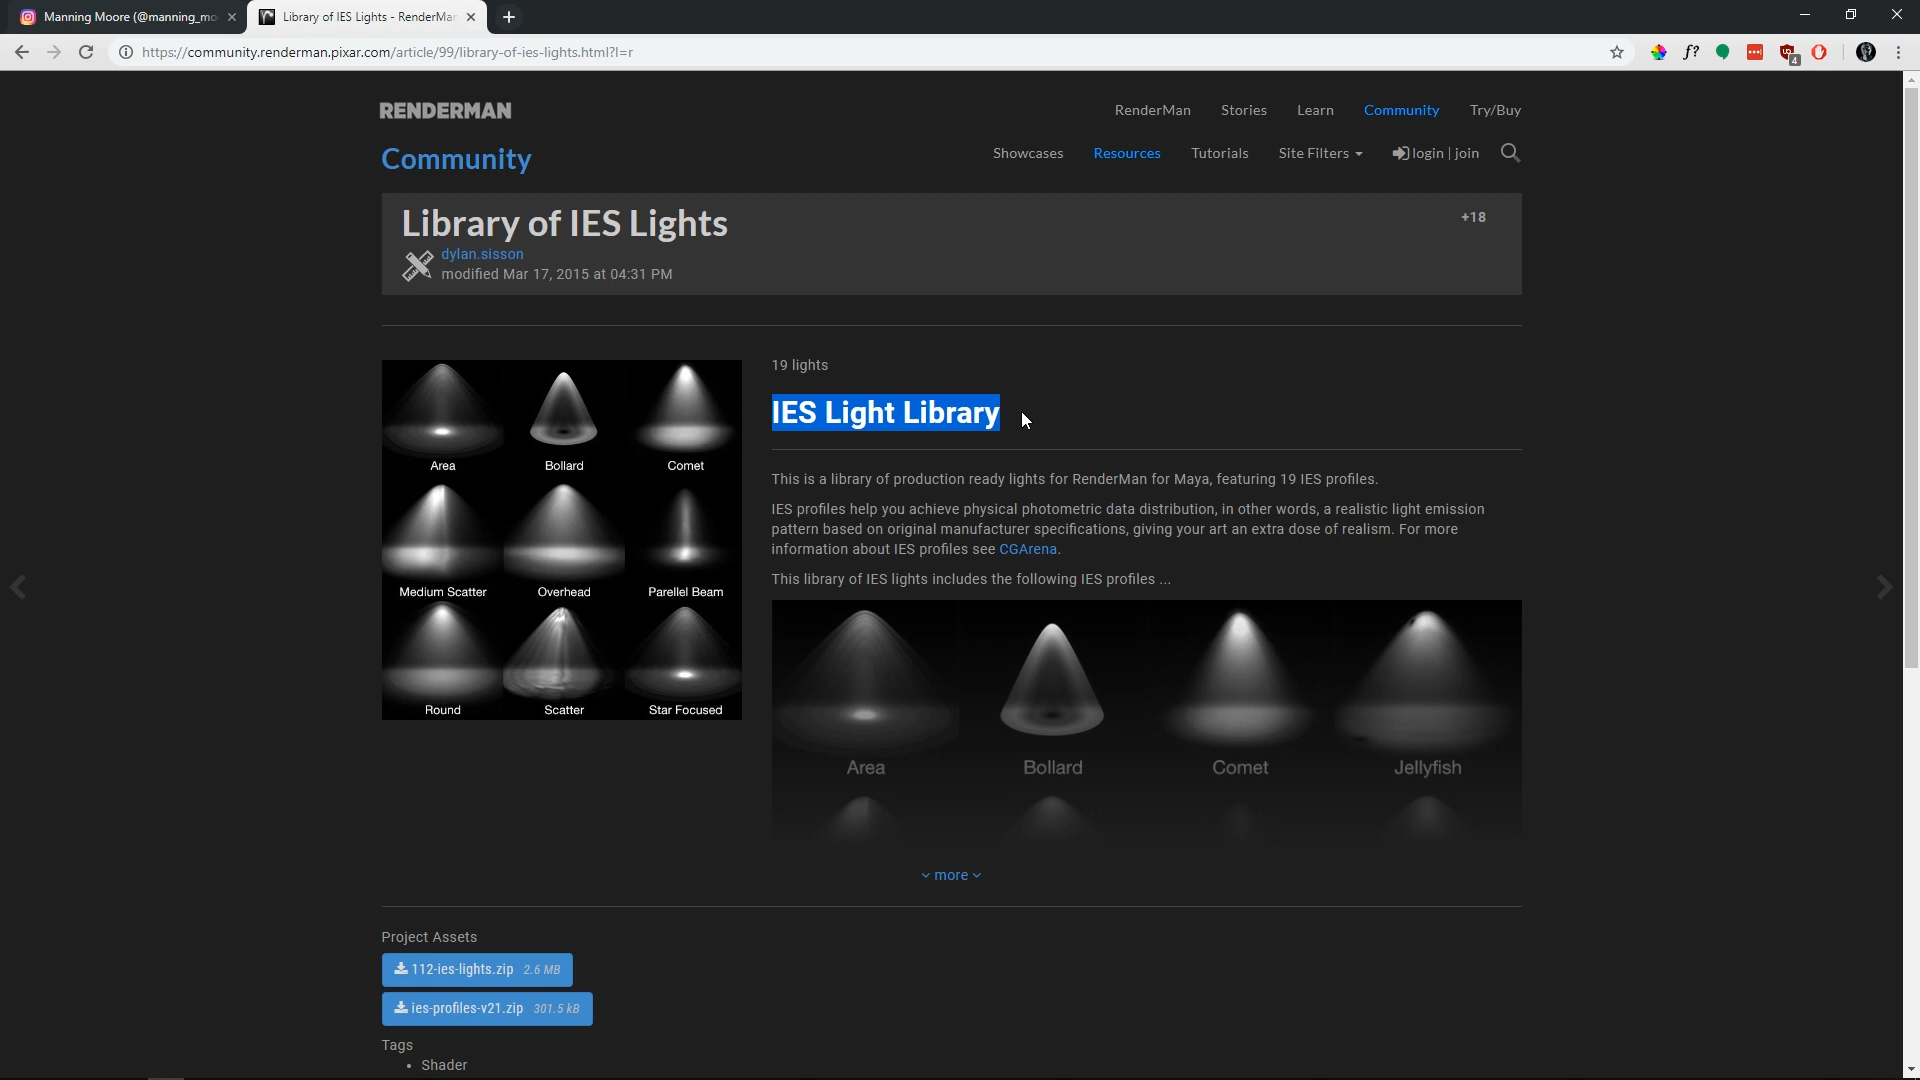 Manning Moore (@manning_mo
Library of IES Lights - RenderMan
https://community.renderman.pixar.com/article/99/library-of-ies-lights.html?l=r
f?
4
RENDERMAN
RenderMan Stories Learn Community Try/Buy
Community
Showcases Resources Tutorials Site Filters login | join
Library of IES Lights
+18
dylan.sisson
modified Mar 17, 2015 at 04:31 PM
19 lights
IES Light Library
This is a library of production ready lights for RenderMan for Maya, featuring 19 IES profiles.
IES profiles help you achieve physical photometric data distribution, in other words, a realistic light emission
pattern based on original manufacturer specifications, giving your art an extra dose of realism. For more
information about IES profiles see CGArena.
This library of IES lights includes the following IES profiles ...
Area Bollard Comet
Medium Scatter Overhead Parellel Beam
Round Scatter Star Focused
Area Bollard Comet Jellyfish
more
Project Assets
112-ies-lights.zip 2.6 MB
ies-profiles-v21.zip 301.5 kB
Tags
• Shader